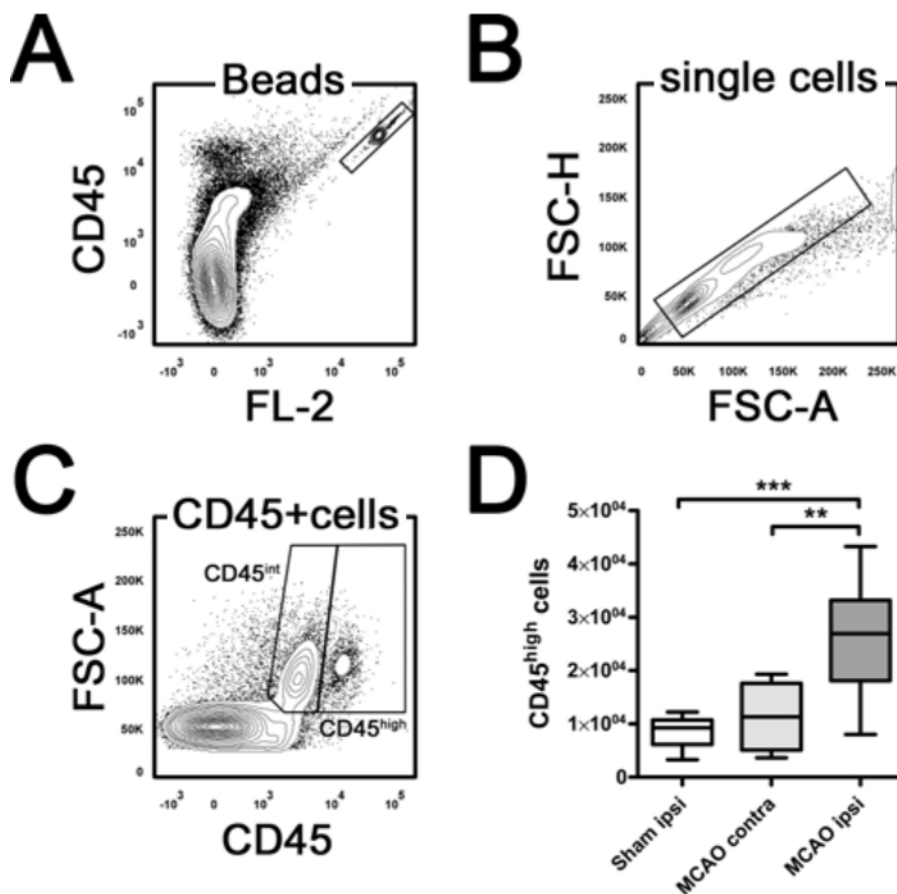 A
Beads
CD45
10^5
10^4
10^3
0
-10^3
-10^3 0 10^3 10^4 10^5
FL-2
B
single cells
FSC-H
250K
200K
150K
100K
50K
0
0 50K 100K 150K 200K 250K
FSC-A
C
CD45+cells
FSC-A
250K
200K
150K
100K
50K
0
CD45^int
CD45^high
-10^3 0 10^3 10^4 10^5
CD45
D
CD45^high cells
5×10^04
4×10^04
3×10^04
2×10^04
1×10^04
0
***
**
Sham ipsi
MCAO contra
MCAO ipsi